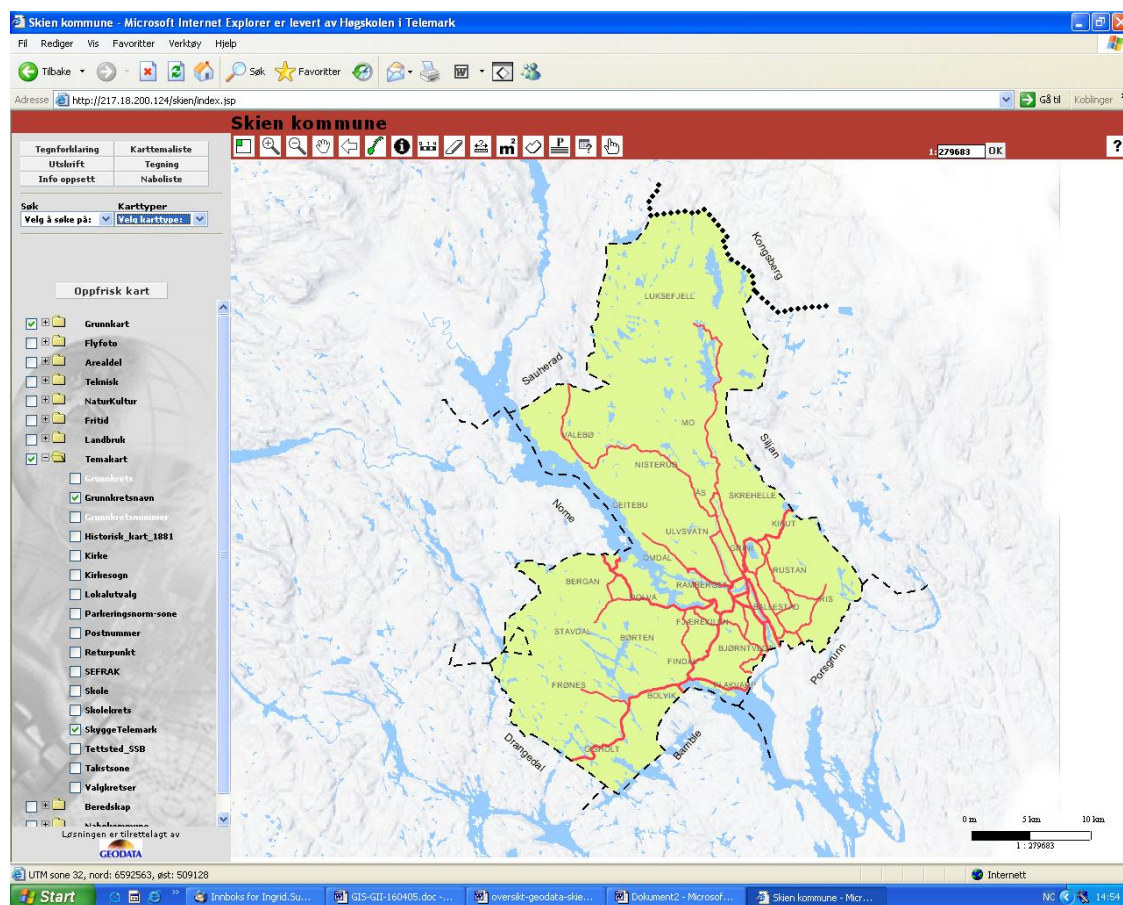 Skien kommune - Microsoft Internet Explorer er levert av Høgskolen i Telemark
Fil Rediger Vis Favoritter Verktøy Hjelp
Tilbake Søk Favoritter
Adresse http://217.18.200.124/skien/index.jsp Gå til Koblinger
Skien kommune
Tegnforklaring Karttemaliste
Utskrift Tegning
Info oppsett Naboliste
1: 279683 OK ?
Søk Karttyper
Velg å søke på: Velg karttype:
Oppfrisk kart
Grunnkart
Flyfoto
Arealdel
Teknisk
NaturKultur
Fritid
Landbruk
Temakart
Grunnkrets
Grunnkretsnavn
Grunnkretsnummer
Historisk_kart_1881
Kirke
Kirkesogn
Lokalutvalg
Parkeringsnorm-sone
Postnummer
Returpunkt
SEFRAK
Skole
Skolekrets
SkyggeTelemark
Tettsted_SSB
Takstsone
Valgkretser
Beredskap
Nabokommune
Løsningen er tilrettelagt av
GEODATA
Kongsberg
LUKSEFJELL
Sauherad
VALEBØ
MO
Siljan
NISTERUD
ÅS
SKREHELLE
Nome
GEITEBU
KISUT
ULVSVATN
OMDAL
RUSTAN
BERGAN
RAMBERGET
BALLESTAD
STAVDAL
BØRTEN
BJØRNTVEDT
FINDAL
Porsgrunn
FRØNES
BOLVIK
Drangedal
Bamble
0 m 5 km 10 km
1 : 279683
UTM sone 32, nord: 6592563, øst: 509128 Internett
Start Innboks for Ingrid.Su... GIS-GII-160405.doc -... oversikt-geodata-skie... Dokument2 - Microsof... Skien kommune - Micr... NO 14:54